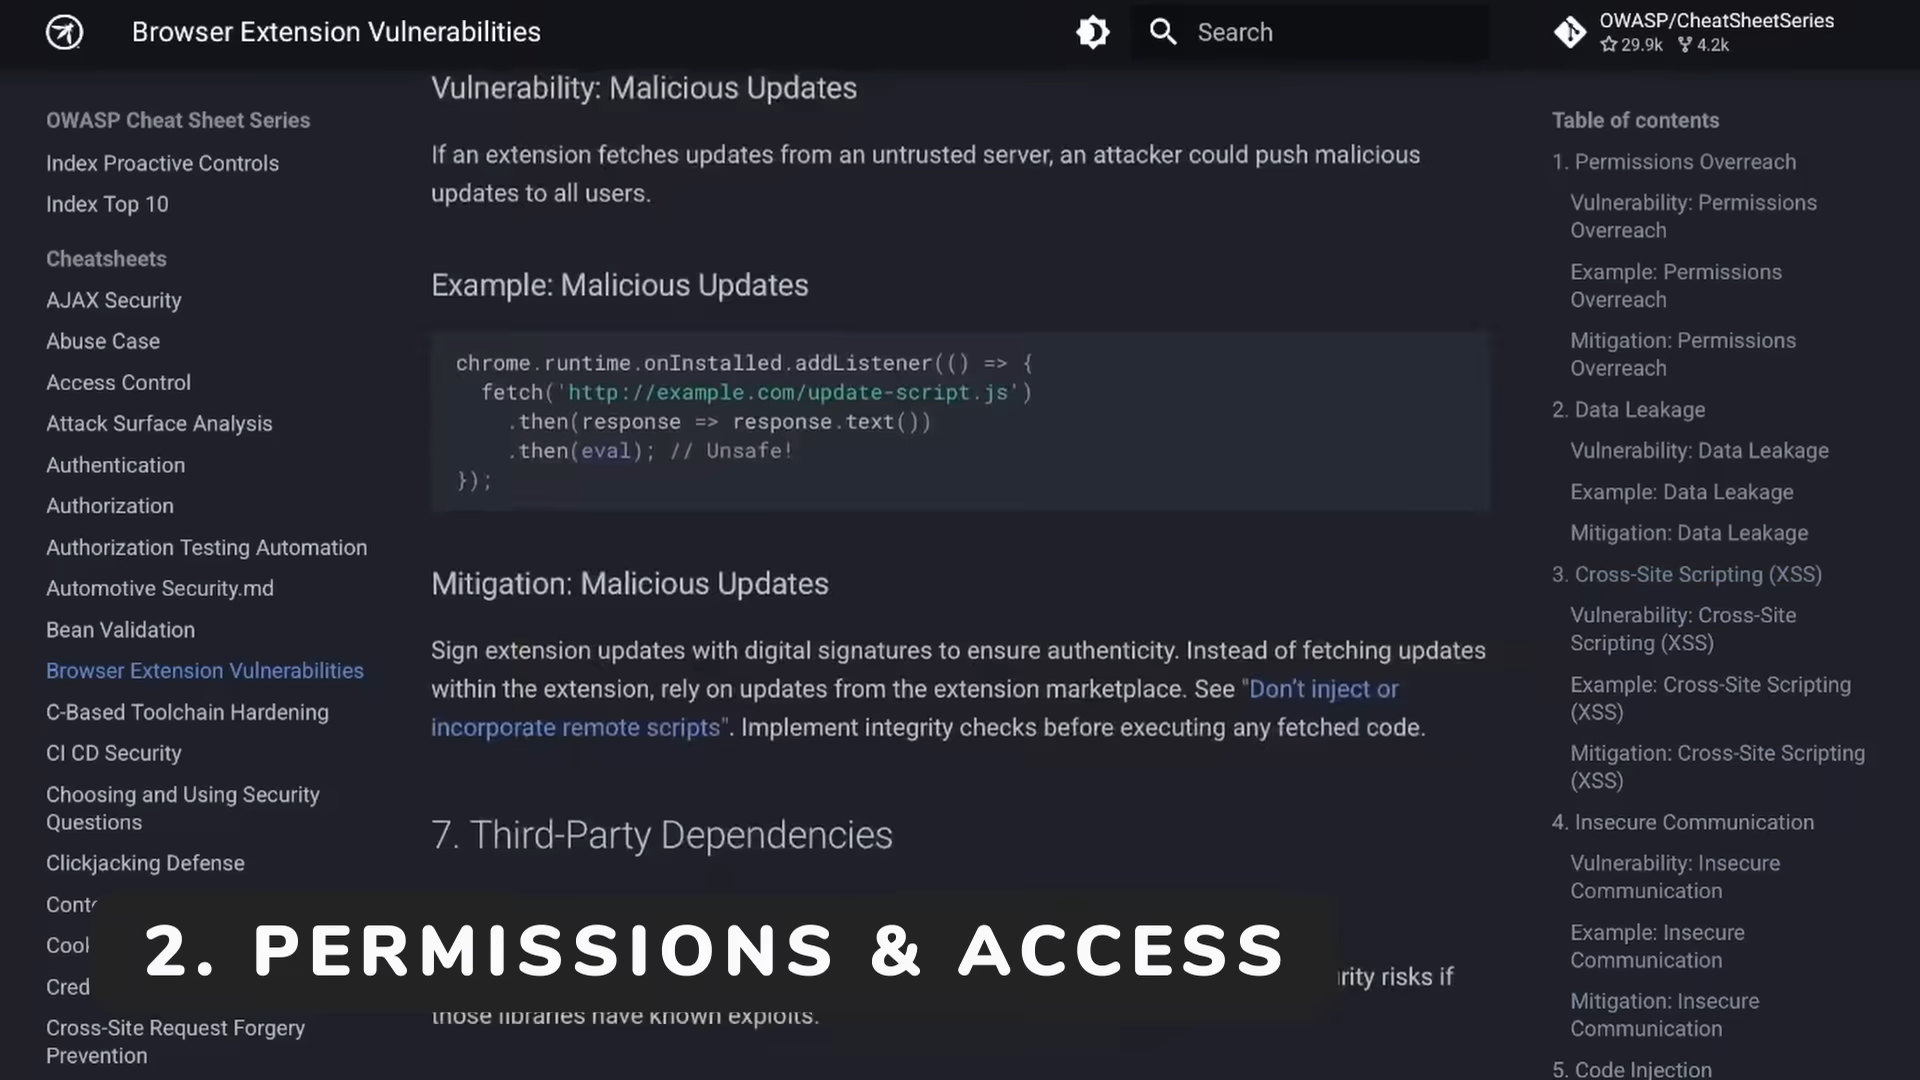 Browser Extension Vulnerabilities
Search
OWASP/CheatSheetSeries
29.9k 4.2k
OWASP Cheat Sheet Series
Index Proactive Controls
Index Top 10
Cheatsheets
AJAX Security
Abuse Case
Access Control
Attack Surface Analysis
Authentication
Authorization
Authorization Testing Automation
Automotive Security.md
Bean Validation
Browser Extension Vulnerabilities
C-Based Toolchain Hardening
CI CD Security
Choosing and Using Security
Questions
Clickjacking Defense
Cross-Site Request Forgery
Prevention
Vulnerability: Malicious Updates
If an extension fetches updates from an untrusted server, an attacker could push malicious
updates to all users.
Example: Malicious Updates
chrome.runtime.onInstalled.addListener(() => {
fetch('http://example.com/update-script.js')
.then(response => response.text())
.then(eval); // Unsafe!
});
Mitigation: Malicious Updates
Sign extension updates with digital signatures to ensure authenticity. Instead of fetching updates
within the extension, rely on updates from the extension marketplace. See "Don't inject or
incorporate remote scripts". Implement integrity checks before executing any fetched code.
7. Third-Party Dependencies
risks if
those libraries have known exploits.
2. PERMISSIONS & ACCESS
Table of contents
1. Permissions Overreach
Vulnerability: Permissions
Overreach
Example: Permissions
Overreach
Mitigation: Permissions
Overreach
2. Data Leakage
Vulnerability: Data Leakage
Example: Data Leakage
Mitigation: Data Leakage
3. Cross-Site Scripting (XSS)
Vulnerability: Cross-Site
Scripting (XSS)
Example: Cross-Site Scripting
(XSS)
Mitigation: Cross-Site Scripting
(XSS)
4. Insecure Communication
Vulnerability: Insecure
Communication
Example: Insecure
Communication
Mitigation: Insecure
Communication
5. Code Injection